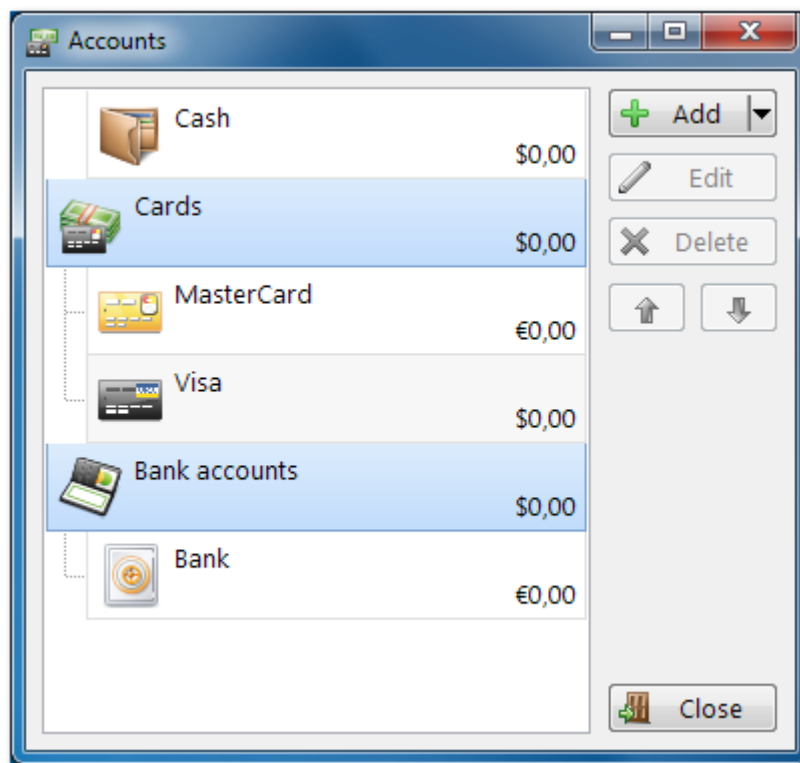 Accounts
Cash
$0,00
Cards
$0,00
MasterCard
€0,00
Visa
$0,00
Bank accounts
$0,00
Bank
€0,00
Add
Edit
Delete
Close